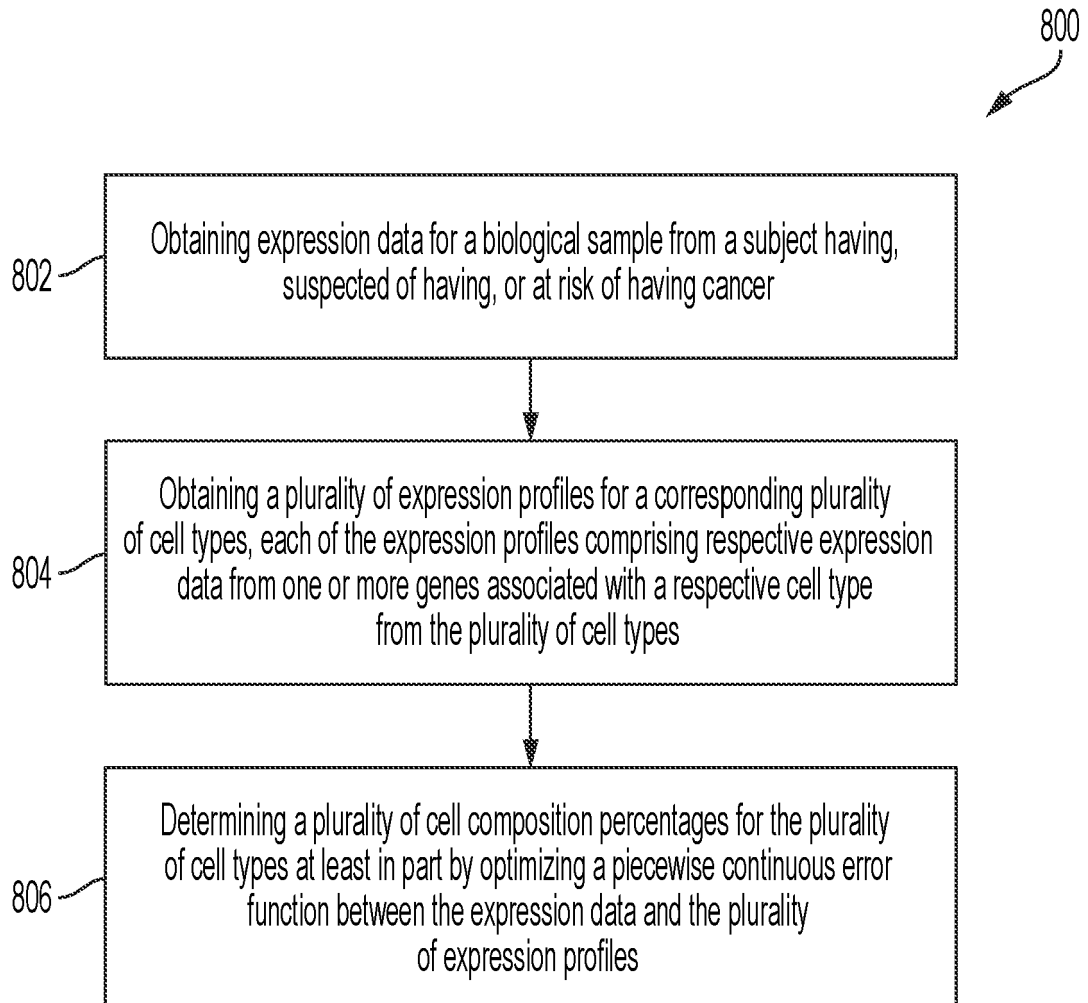 800
802
Obtaining expression data for a biological sample from a subject having,
suspected of having, or at risk of having cancer
804
Obtaining a plurality of expression profiles for a corresponding plurality
of cell types, each of the expression profiles comprising respective expression
data from one or more genes associated with a respective cell type
from the plurality of cell types
806
Determining a plurality of cell composition percentages for the plurality
of cell types at least in part by optimizing a piecewise continuous error
function between the expression data and the plurality
of expression profiles